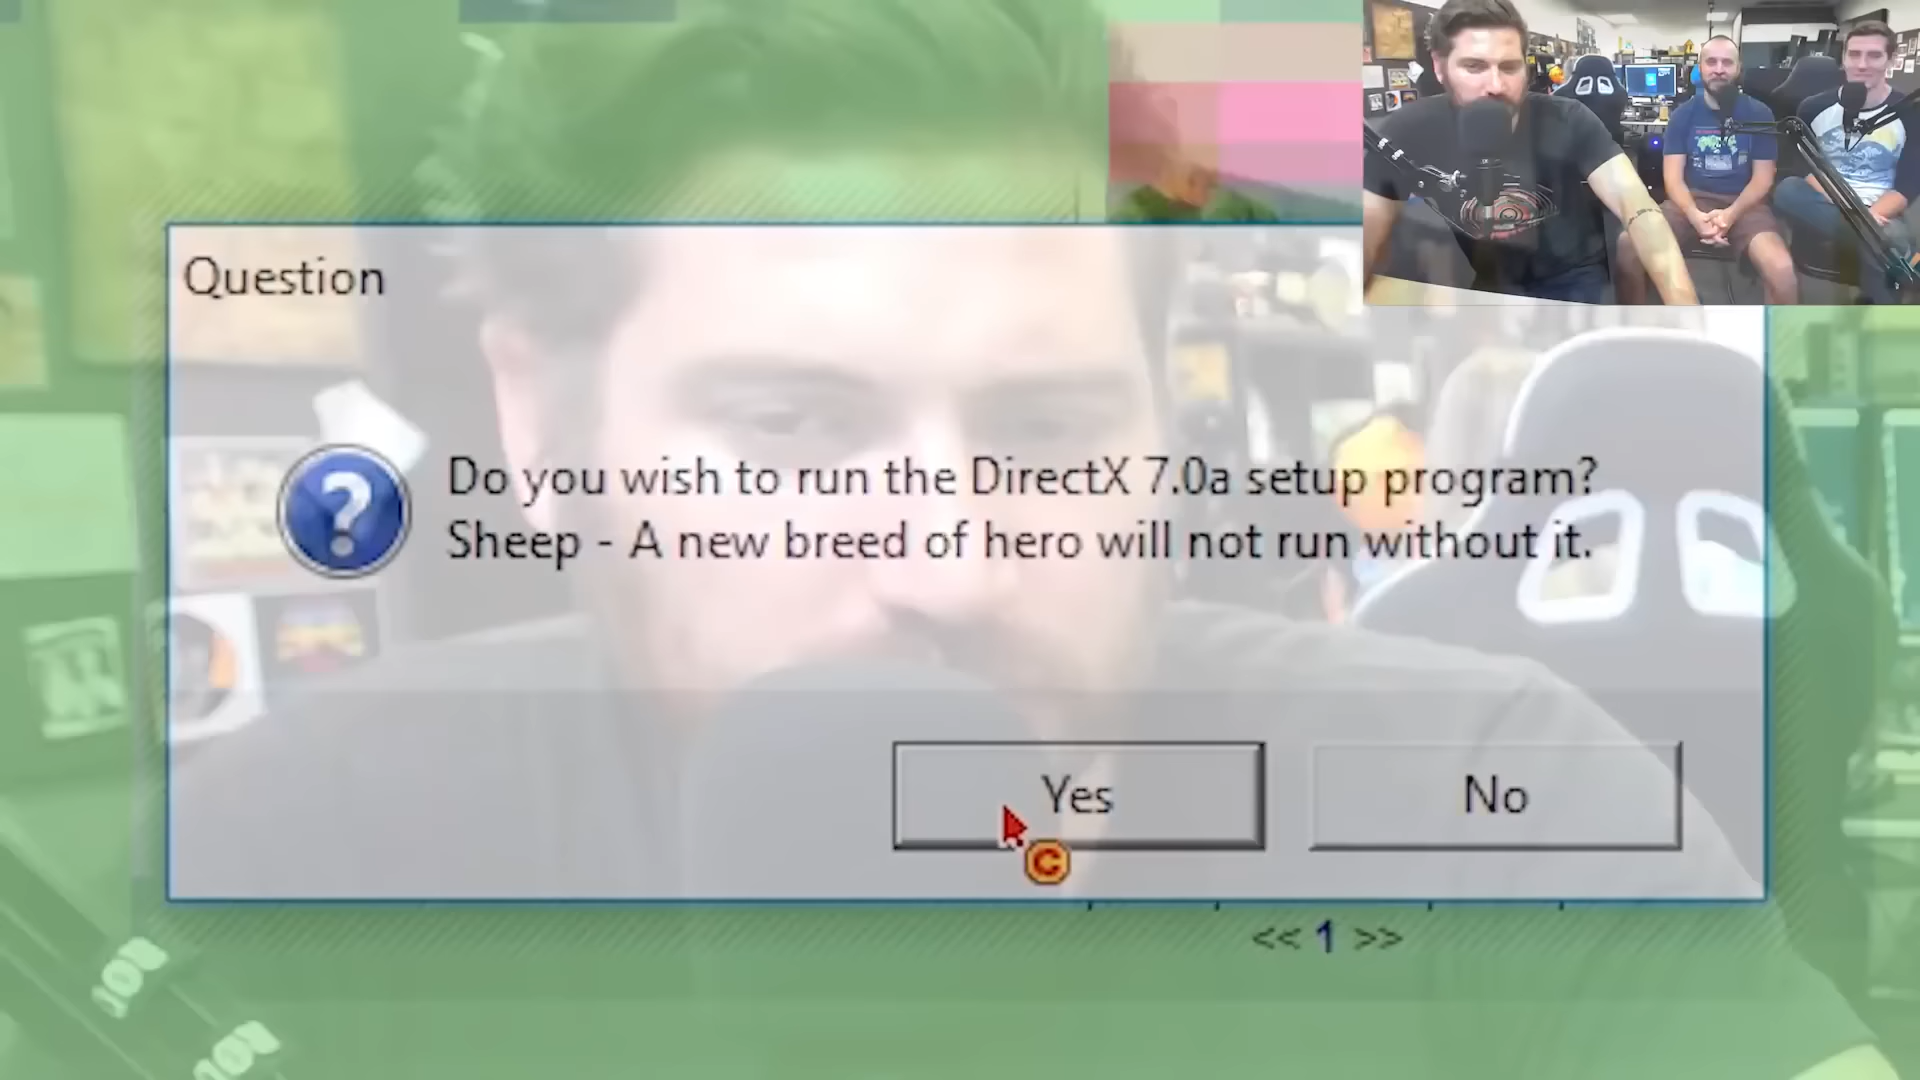 Question
Do you wish to run the DirectX 7.0a setup program?
Sheep - A new breed of hero will not run without it.
Yes
No
C
<< 1 >>